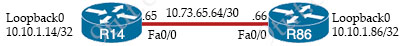 Loopback0
10.10.1.14/32
R14
.65
10.73.65.64/30
.66
Fa0/0
Fa0/0
R86
Loopback0
10.10.1.86/32